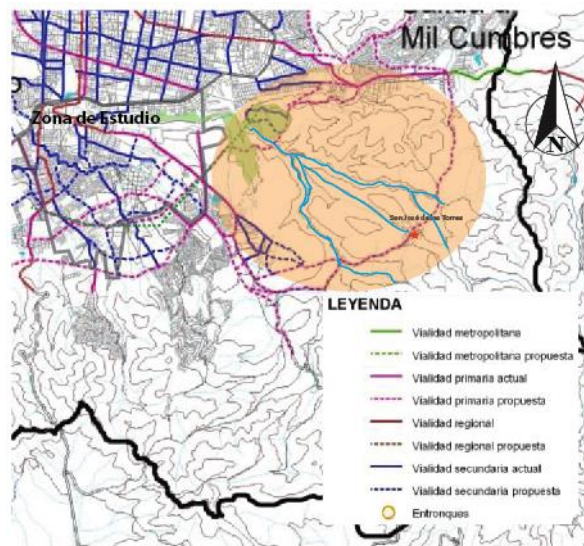 Mil Cumbres
N
Zona de Estudio
San José de las Torres
LEYENDA
Vialidad metropolitana
Vialidad metropolitana propuesta
Vialidad primaria actual
Vialidad primaria propuesta
Vialidad regional
Vialidad regional propuesta
Vialidad secundaria actual
Vialidad secundaria propuesta
Entronques